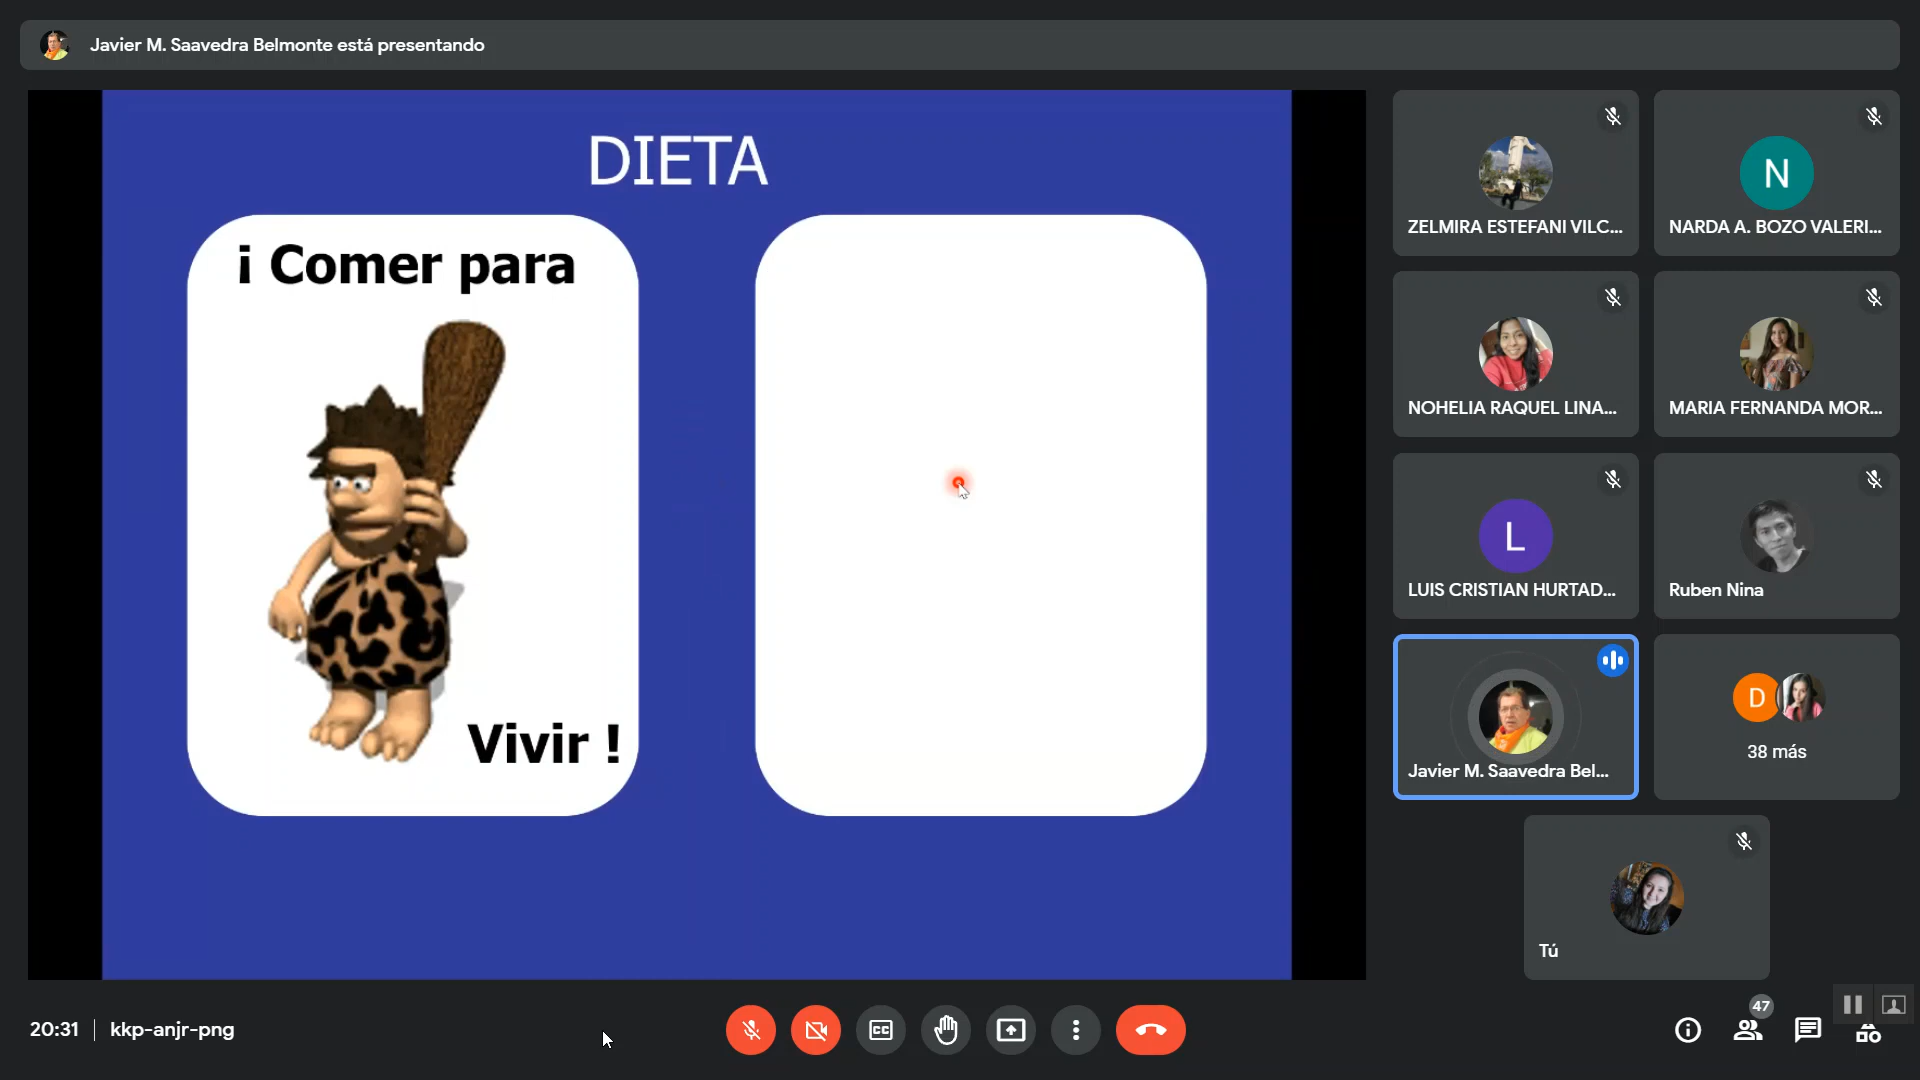 Javier M. Saavedra Belmonte está presentando
DIETA
¡ Comer para
Vivir !
ZELMIRA ESTEFANI VILC...
N
NARDA A. BOZO VALERI...
NOHELIA RAQUEL LINA...
MARIA FERNANDA MOR...
L
LUIS CRISTIAN HURTAD...
Ruben Nina
Javier M. Saavedra Bel...
D
38 más
Tú
20:31 | kkp-anjr-png
CC
47